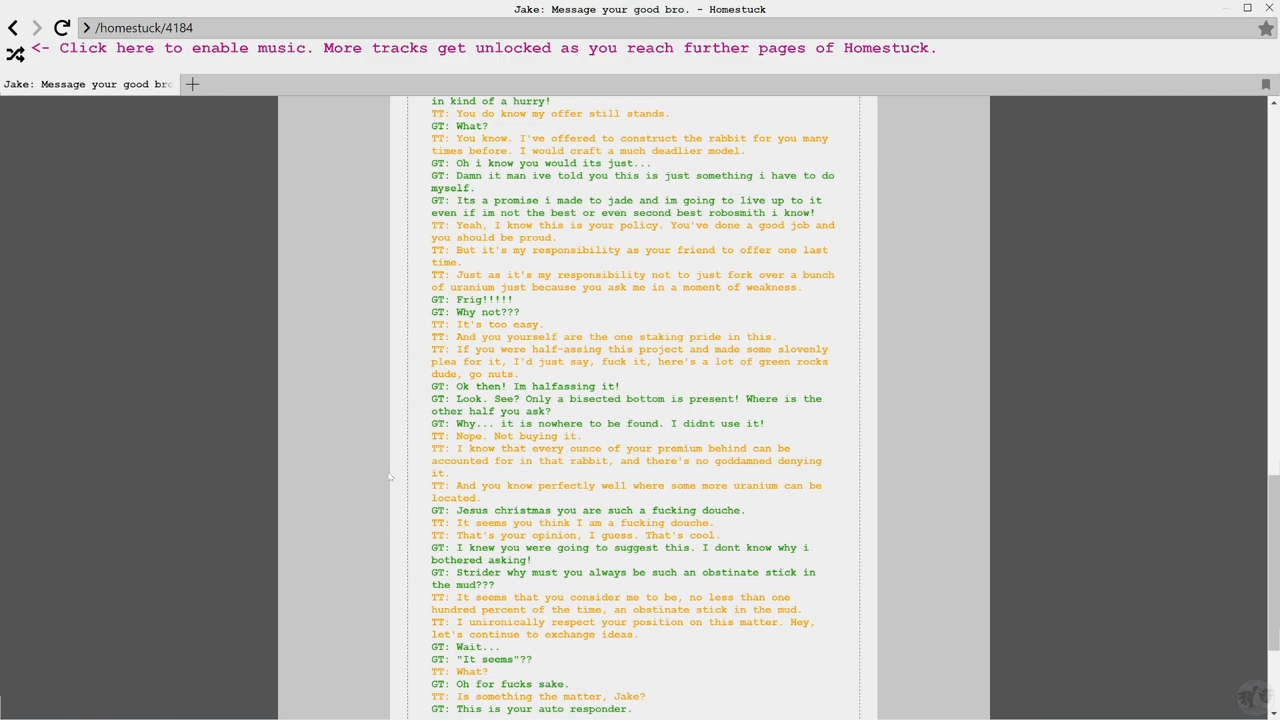 Jake: Message your good bro. - Homestuck
/homestuck/4184
<- Click here to enable music. More tracks get unlocked as you reach further pages of Homestuck.
Jake: Message your good bro
in kind of a hurry!
TT: You do know my offer still stands.
GT: What?
TT: You know. I've offered to construct the rabbit for you many
times before. I would craft a much deadlier model.
GT: Oh i know you would its just...
GT: Damn it man ive told you this is just something i have to do
myself.
GT: Its a promise i made to jade and im going to live up to it
even if im not the best or even second best robosmith i know!
TT: Yeah, I know this is your policy. You've done a good job and
you should be proud.
TT: But it's my responsibility as your friend to offer one last
time.
TT: Just as it's my responsibility not to just fork over a bunch
of uranium just because you ask me in a moment of weakness.
GT: Frig!!!!!
GT: Why not???
TT: It's too easy.
TT: And you yourself are the one staking pride in this.
TT: If you were half-assing this project and made some slovenly
plea for it, I'd just say, fuck it, here's a lot of green rocks
dude, go nuts.
GT: Ok then! Im halfassing it!
GT: Look. See? Only a bisected bottom is present! Where is the
other half you ask?
GT: Why... it is nowhere to be found. I didnt use it!
TT: Nope. Not buying it.
TT: I know that every ounce of your premium behind can be
accounted for in that rabbit, and there's no goddamned denying
it.
TT: And you know perfectly well where some more uranium can be
located.
GT: Jesus christmas you are such a fucking douche.
TT: It seems you think I am a fucking douche.
TT: That's your opinion, I guess. That's cool.
GT: I knew you were going to suggest this. I dont know why i
bothered asking!
GT: Strider why must you always be such an obstinate stick in
the mud???
TT: It seems that you consider me to be, no less than one
hundred percent of the time, an obstinate stick in the mud.
TT: I unironically respect your position on this matter. Hey,
let's continue to exchange ideas.
GT: Wait...
GT: "It seems"??
TT: What?
GT: Oh for fucks sake.
TT: Is something the matter, Jake?
GT: This is your auto responder.